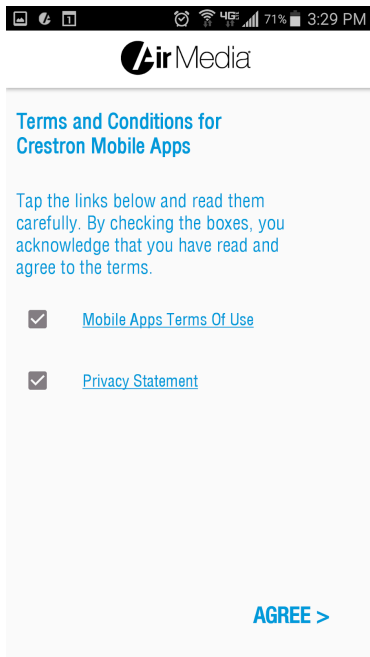 1 4G 71% 3:29 PM
AirMedia
Terms and Conditions for
Crestron Mobile Apps
Tap the links below and read them
carefully. By checking the boxes, you
acknowledge that you have read and
agree to the terms.
Mobile Apps Terms Of Use
Privacy Statement
AGREE >